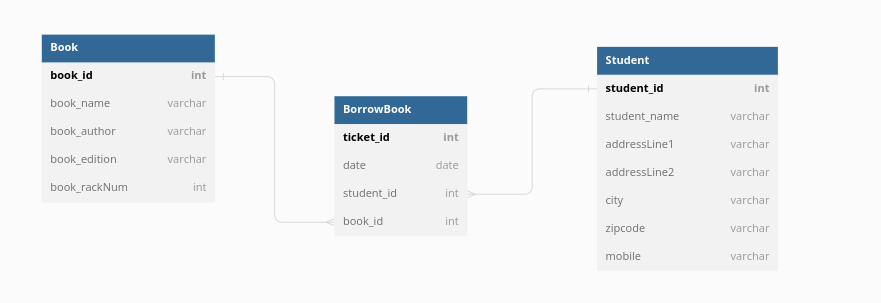 Book
book_id int
book_name varchar
book_author varchar
book_edition varchar
book_rackNum int
BorrowBook
ticket_id int
date date
student_id int
book_id int
Student
student_id int
student_name varchar
addressLine1 varchar
addressLine2 varchar
city varchar
zipcode varchar
mobile varchar